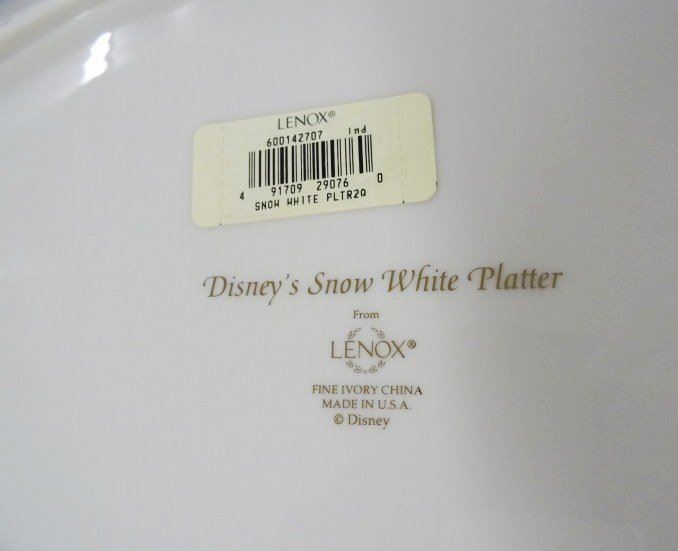 LENOX®
600142707 lmd
4 91709 29076 0
SNOW WHITE PLTR2Q
Disney's Snow White Platter
From
LENOX®
FINE IVORY CHINA
MADE IN U.S.A.
© Disney